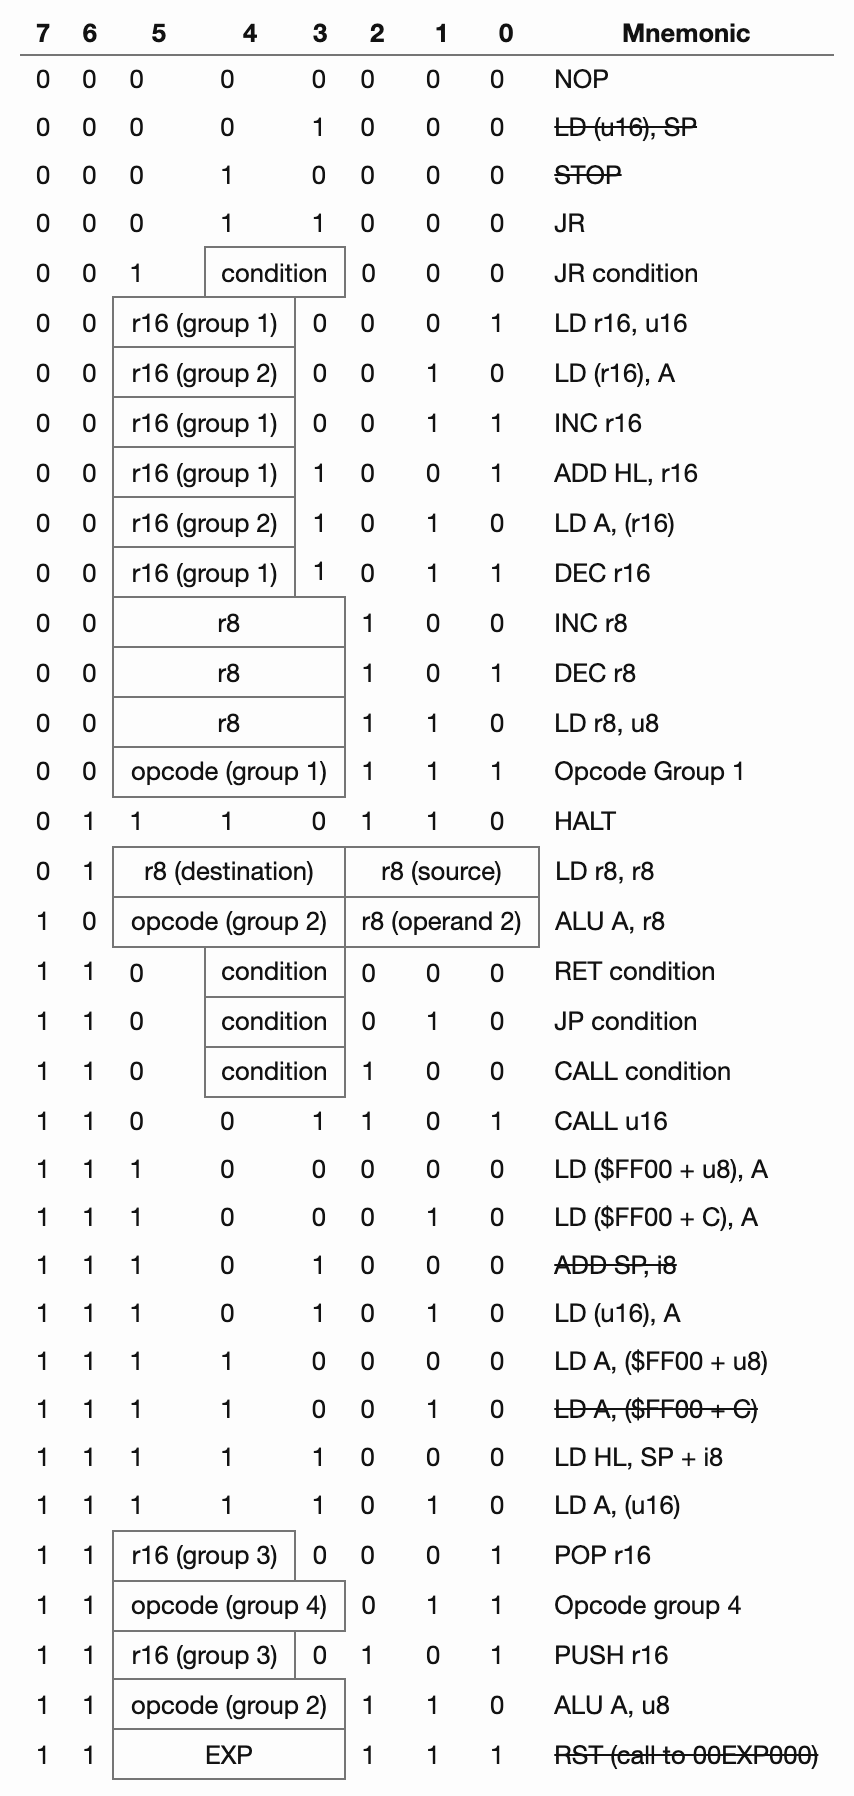 7 6 5 4 3 2 1 0 Mnemonic
0 0 0 0 0 0 0 0 NOP
0 0 0 0 1 0 0 0 LD (u16), SP
0 0 0 1 0 0 0 0 STOP
0 0 0 1 1 0 0 0 JR
0 0 1 condition 0 0 0 JR condition
0 0 r16 (group 1) 0 0 0 1 LD r16, u16
0 0 r16 (group 2) 0 0 1 0 LD (r16), A
0 0 r16 (group 1) 0 0 1 1 INC r16
0 0 r16 (group 1) 1 0 0 1 ADD HL, r16
0 0 r16 (group 2) 1 0 1 0 LD A, (r16)
0 0 r16 (group 1) 1 0 1 1 DEC r16
0 0 r8 1 0 0 INC r8
0 0 r8 1 0 1 DEC r8
0 0 r8 1 1 0 LD r8, u8
0 0 opcode (group 1) 1 1 1 Opcode Group 1
0 1 1 1 0 1 1 0 HALT
0 1 r8 (destination) r8 (source) LD r8, r8
1 0 opcode (group 2) r8 (operand 2) ALU A, r8
1 1 0 condition 0 0 0 RET condition
1 1 0 condition 0 1 0 JP condition
1 1 0 condition 1 0 0 CALL condition
1 1 0 0 1 1 0 1 CALL u16
1 1 1 0 0 0 0 0 LD ($FF00 + u8), A
1 1 1 0 0 0 1 0 LD ($FF00 + C), A
1 1 1 0 1 0 0 0 ADD SP, i8
1 1 1 0 1 0 1 0 LD (u16), A
1 1 1 1 0 0 0 0 LD A, ($FF00 + u8)
1 1 1 1 0 0 1 0 LD A, ($FF00 + C)
1 1 1 1 1 0 0 0 LD HL, SP + i8
1 1 1 1 1 0 1 0 LD A, (u16)
1 1 r16 (group 3) 0 0 0 1 POP r16
1 1 opcode (group 4) 0 1 1 Opcode group 4
1 1 r16 (group 3) 0 1 0 1 PUSH r16
1 1 opcode (group 2) 1 1 0 ALU A, u8
1 1 EXP 1 1 1 RST (call to 00EXP000)